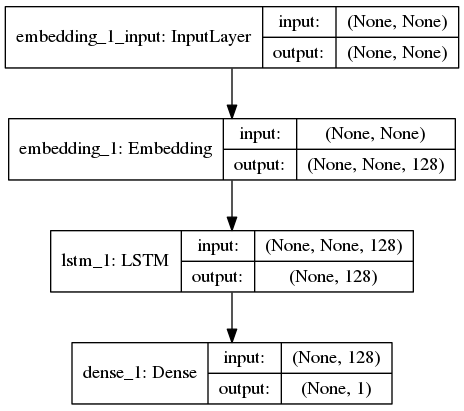 embedding_1_input: InputLayer
input: (None, None)
output: (None, None)
embedding_1: Embedding
input: (None, None)
output: (None, None, 128)
lstm_1: LSTM
input: (None, None, 128)
output: (None, 128)
dense_1: Dense
input: (None, 128)
output: (None, 1)